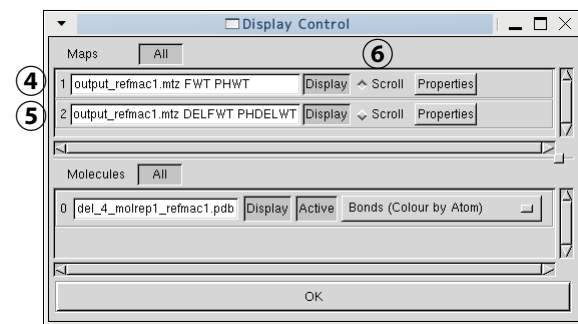 Display Control
Maps All ⑥
④ 1 output_refmac1.mtz FWT PHWT Display Scroll Properties
⑤ 2 output_refmac1.mtz DELFWT PHDELWT Display Scroll Properties
Molecules All
0 del_4_molrep1_refmac1.pdb Display Active Bonds (Colour by Atom)
OK